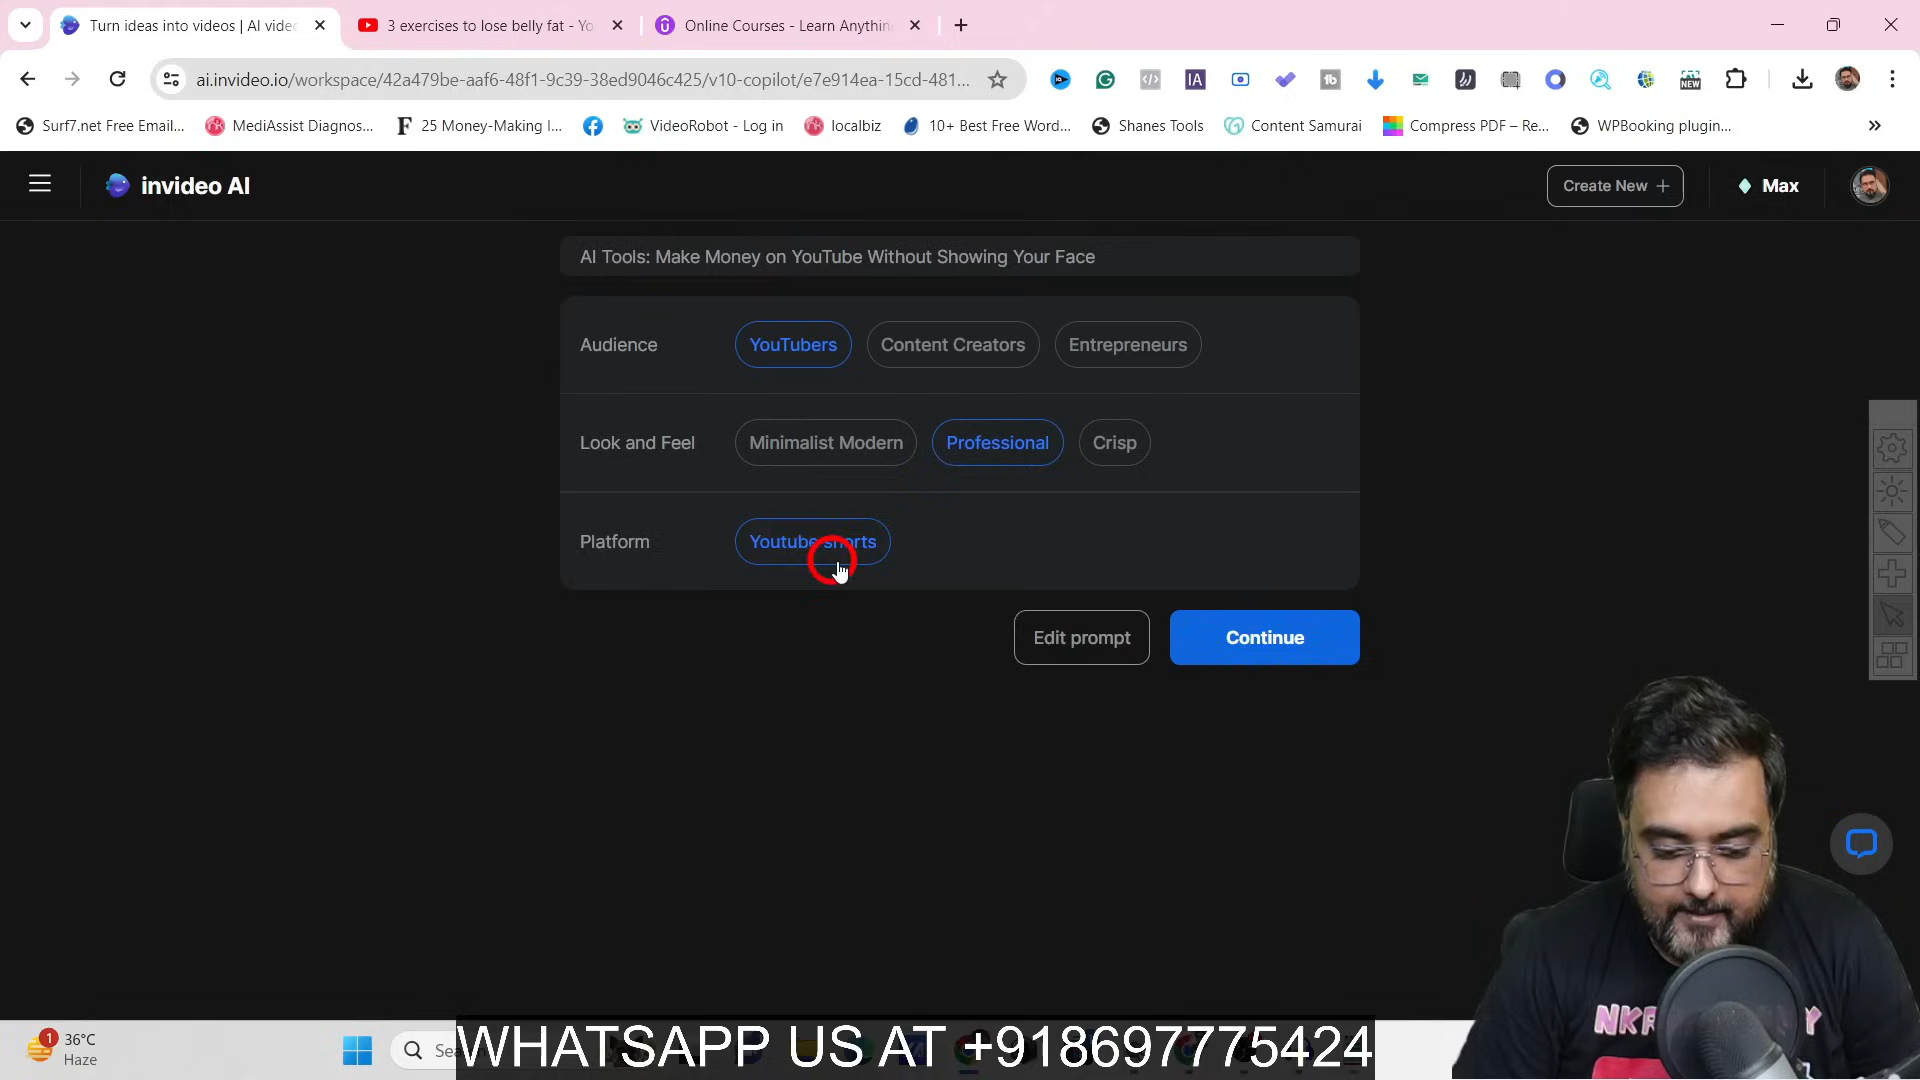 Turn ideas into videos | AI videc
3 exercises to lose belly fat - Yo
Online Courses - Learn Anythin
ai.invideo.io/workspace/42a479be-aaf6-48f1-9c39-38ed9046c425/v10-copilot/e7e914ea-15cd-481...
Surf7.net Free Email...
MediAssist Diagnos...
25 Money-Making I...
VideoRobot - Log in
localbiz
10+ Best Free Word...
Shanes Tools
Content Samurai
Compress PDF – Re...
WPBooking plugin...
invideo AI
Create New +
Max
AI Tools: Make Money on YouTube Without Showing Your Face
Audience
YouTubers
Content Creators
Entrepreneurs
Look and Feel
Minimalist Modern
Professional
Crisp
Platform
Youtube shorts
Edit prompt
Continue
1
36°C
Haze
WHATSAPP US AT +918697775424